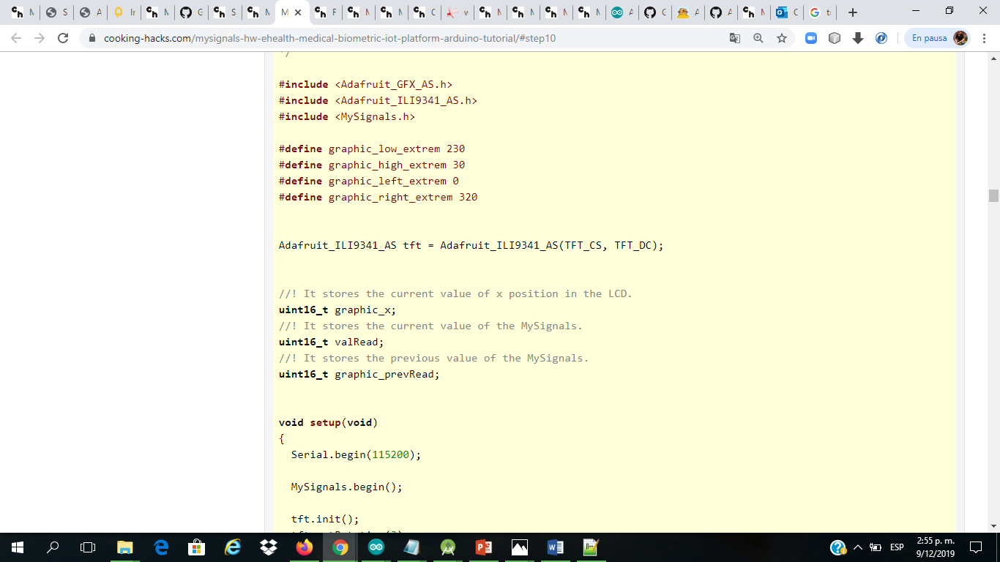 M
S
A
In
M
G
S
M
M
F
M
M
C
w
M
M
M
M
A
G
A
A
M
C
tr
cooking-hacks.com/mysignals-hw-ehealth-medical-biometric-iot-platform-arduino-tutorial/#step10
En pausa
*/
#include <Adafruit_GFX_AS.h>
#include <Adafruit_ILI9341_AS.h>
#include <MySignals.h>
#define graphic_low_extrem 230
#define graphic_high_extrem 30
#define graphic_left_extrem 0
#define graphic_right_extrem 320
Adafruit_ILI9341_AS tft = Adafruit_ILI9341_AS(TFT_CS, TFT_DC);
//! It stores the current value of x position in the LCD.
uint16_t graphic_x;
//! It stores the current value of the MySignals.
uint16_t valRead;
//! It stores the previous value of the MySignals.
uint16_t graphic_prevRead;
void setup(void)
{
Serial.begin(115200);
MySignals.begin();
tft.init();
ESP
2:55 p. m.
9/12/2019